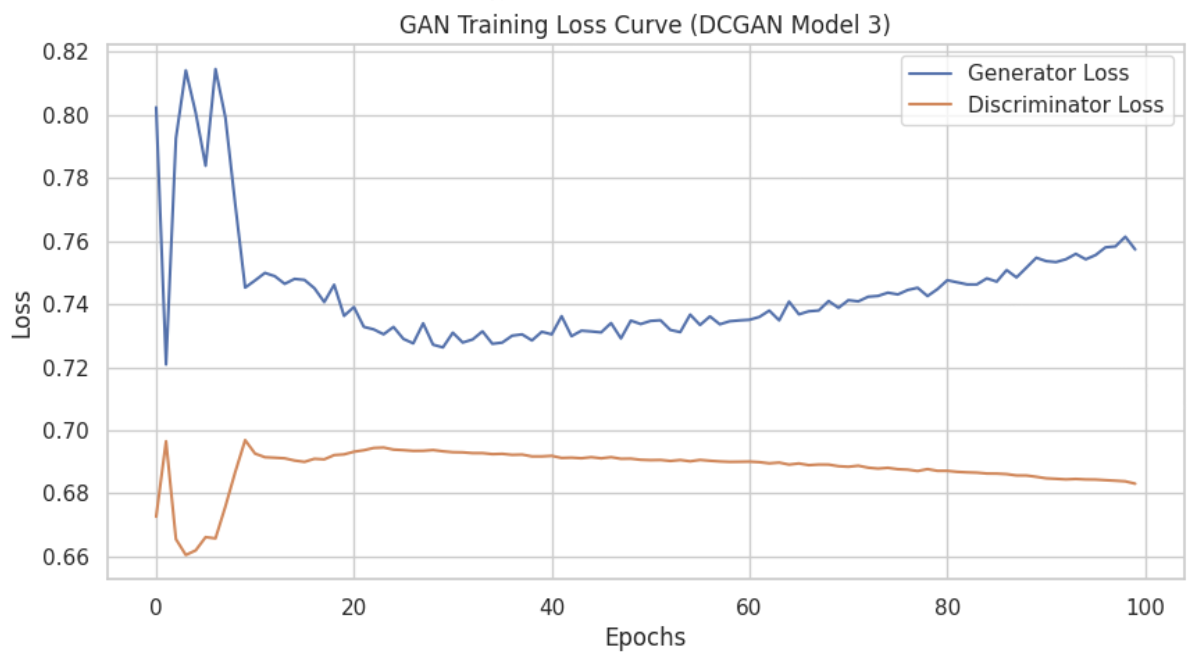 GAN Training Loss Curve (DCGAN Model 3)
Generator Loss
Discriminator Loss
Loss
0.82
0.80
0.78
0.76
0.74
0.72
0.70
0.68
0.66
0 20 40 60 80 100
Epochs